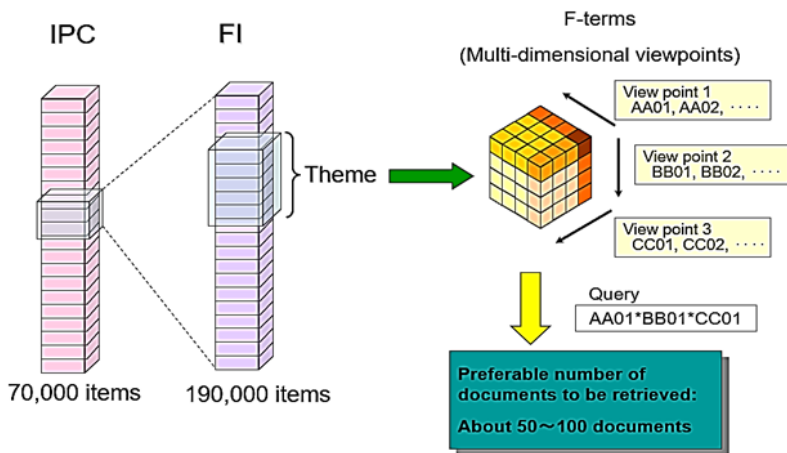 IPC
FI
F-terms
(Multi-dimensional viewpoints)
View point 1
AA01, AA02, ····
View point 2
BB01, BB02, ····
View point 3
CC01, CC02, ····
Theme
Query
AA01*BB01*CC01
70,000 items
190,000 items
Preferable number of
documents to be retrieved:
About 50～100 documents